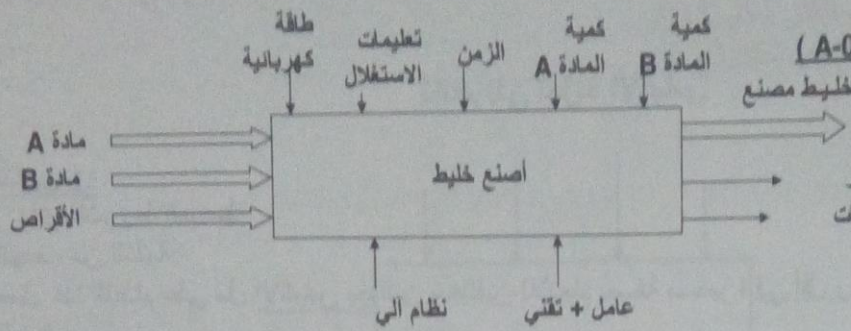 طاقة
كهربائية
تعليمات
الاستغلال
الزمن
كمية
المادة A
كمية
المادة B
(A-0
خليط مصنع
مادة A
مادة B
الأقراص
أصنع خليط
نظام آلي
عامل + تقني